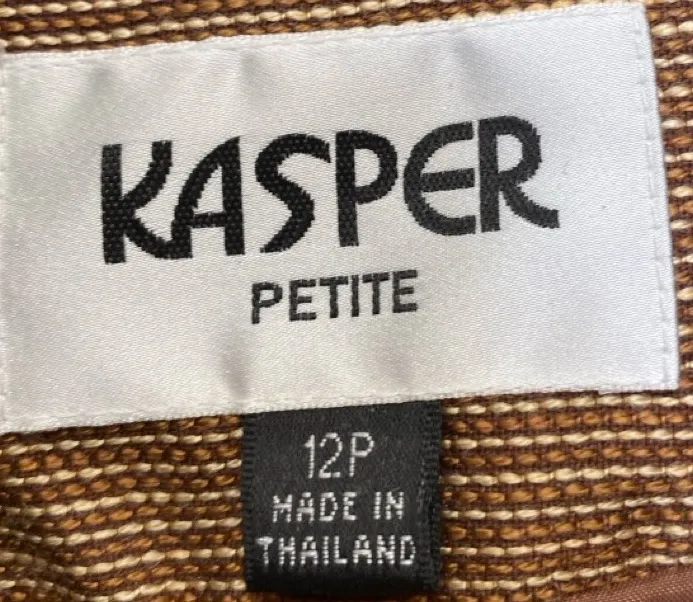 KASPER
PETITE
12P
MADE IN
THAILAND